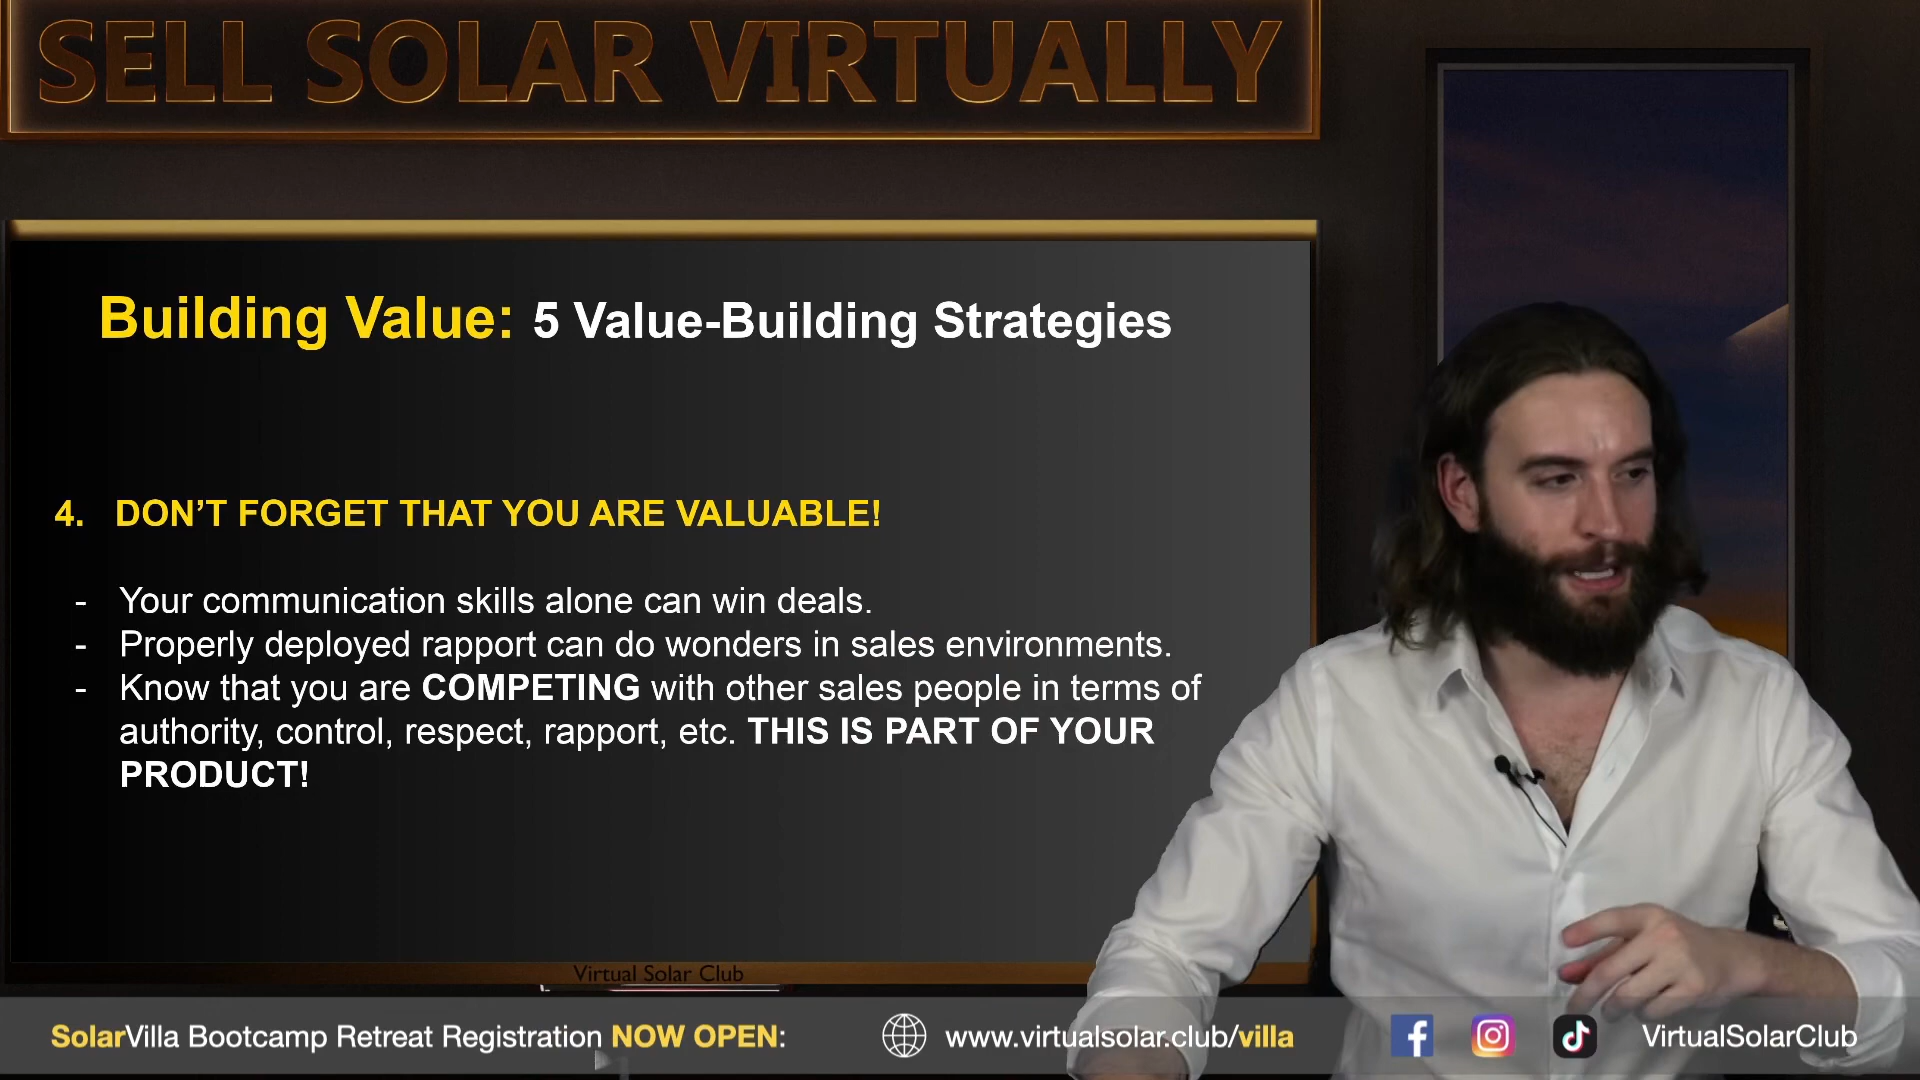 SELL SOLAR VIRTUALLY
Building Value: 5 Value-Building Strategies
4. DON’T FORGET THAT YOU ARE VALUABLE!
- Your communication skills alone can win deals.
- Properly deployed rapport can do wonders in sales environments.
- Know that you are COMPETING with other sales people in terms of
authority, control, respect, rapport, etc. THIS IS PART OF YOUR
PRODUCT!
Virtual Solar Club
SolarVilla Bootcamp Retreat Registration NOW OPEN:
www.virtualsolar.club/villa
VirtualSolarClub